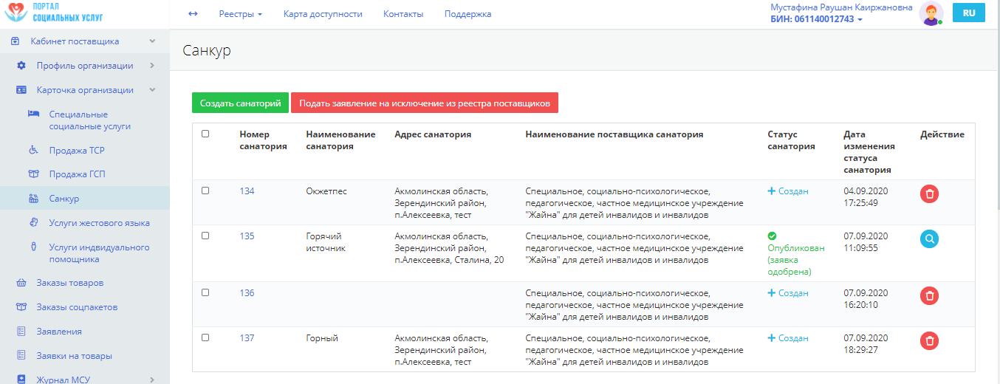 ПОРТАЛ
СОЦИАЛЬНЫХ УСЛУГ
Реестры
Карта доступности
Контакты
Поддержка
Мустафина Раушан Каиржановна
БИН: 061140012743
RU
Кабинет поставщика
Профиль организации
Карточка организации
Специальные
социальные услуги
Продажа ТСР
Продажа ГСП
Санкур
Услуги жестового языка
Услуги индвидуального
помощника
Заказы товаров
Заказы соцпакетов
Заявления
Заявки на товары
Журнал МСУ
Санкур
Создать санаторий
Подать заявление на исключение из реестра поставщиков
Номер
санатория
Наименование
санатория
Адрес санатория
Наименование поставщика санатория
Статус
санатория
Дата
изменения
статуса
санатория
Действие
134
Окжетпес
Акмолинская область,
Зерендинский район,
п.Алексеевка, тест
Специальное, социально-психологическое,
педагогическое, частное медицинское учреждение
"Жайна" для детей инвалидов и инвалидов
Создан
04.09.2020
17:25:49
135
Горячий
источник
Акмолинская область,
Зерендинский район,
п.Алексеевка, Сталина, 20
Специальное, социально-психологическое,
педагогическое, частное медицинское учреждение
"Жайна" для детей инвалидов и инвалидов
Опубликован
(заявка
одобрена)
07.09.2020
11:09:55
136
Специальное, социально-психологическое,
педагогическое, частное медицинское учреждение
"Жайна" для детей инвалидов и инвалидов
Создан
07.09.2020
16:20:10
137
Горный
Акмолинская область,
Зерендинский район,
п.Алексеевка, тест
Специальное, социально-психологическое,
педагогическое, частное медицинское учреждение
"Жайна" для детей инвалидов и инвалидов
Создан
07.09.2020
18:29:27